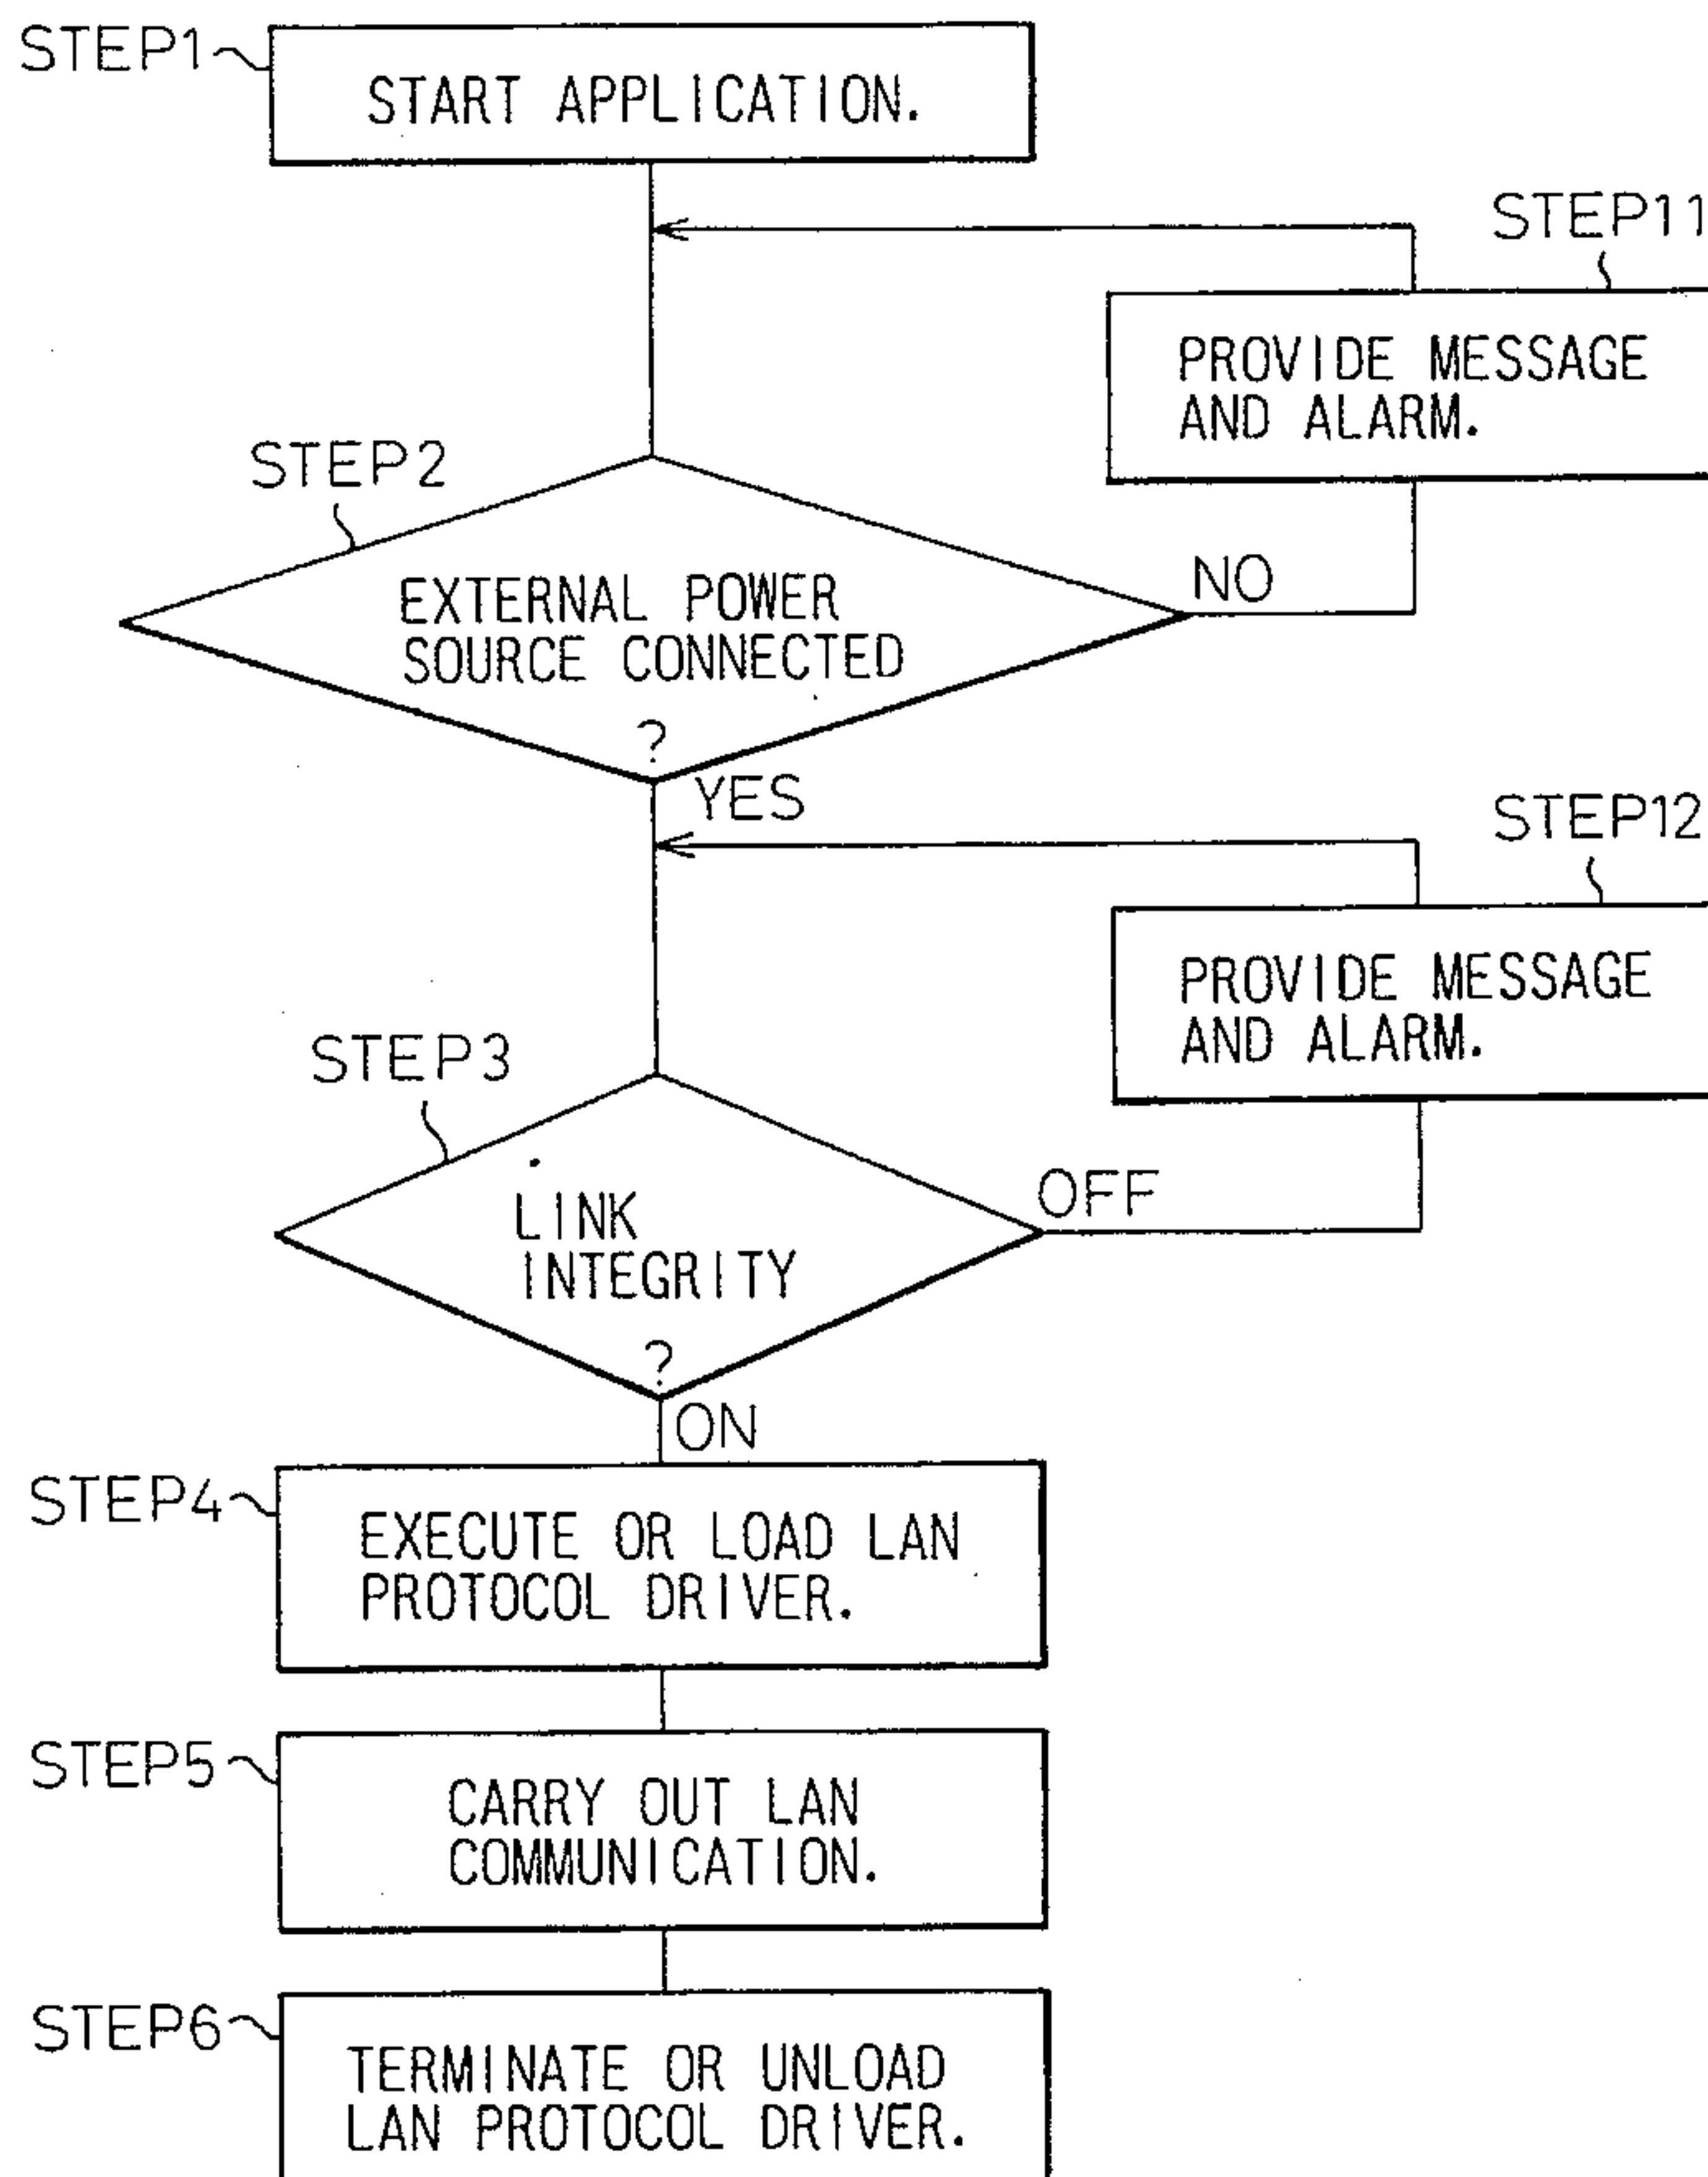 STEP1
START APPLICATION.
STEP11
PROVIDE MESSAGE
AND ALARM.
STEP2
EXTERNAL POWER
SOURCE CONNECTED
?
NO
YES
STEP12
PROVIDE MESSAGE
AND ALARM.
STEP3
LINK
INTEGRITY
?
OFF
ON
STEP4
EXECUTE OR LOAD LAN
PROTOCOL DRIVER.
STEP5
CARRY OUT LAN
COMMUNICATION.
STEP6
TERMINATE OR UNLOAD
LAN PROTOCOL DRIVER.